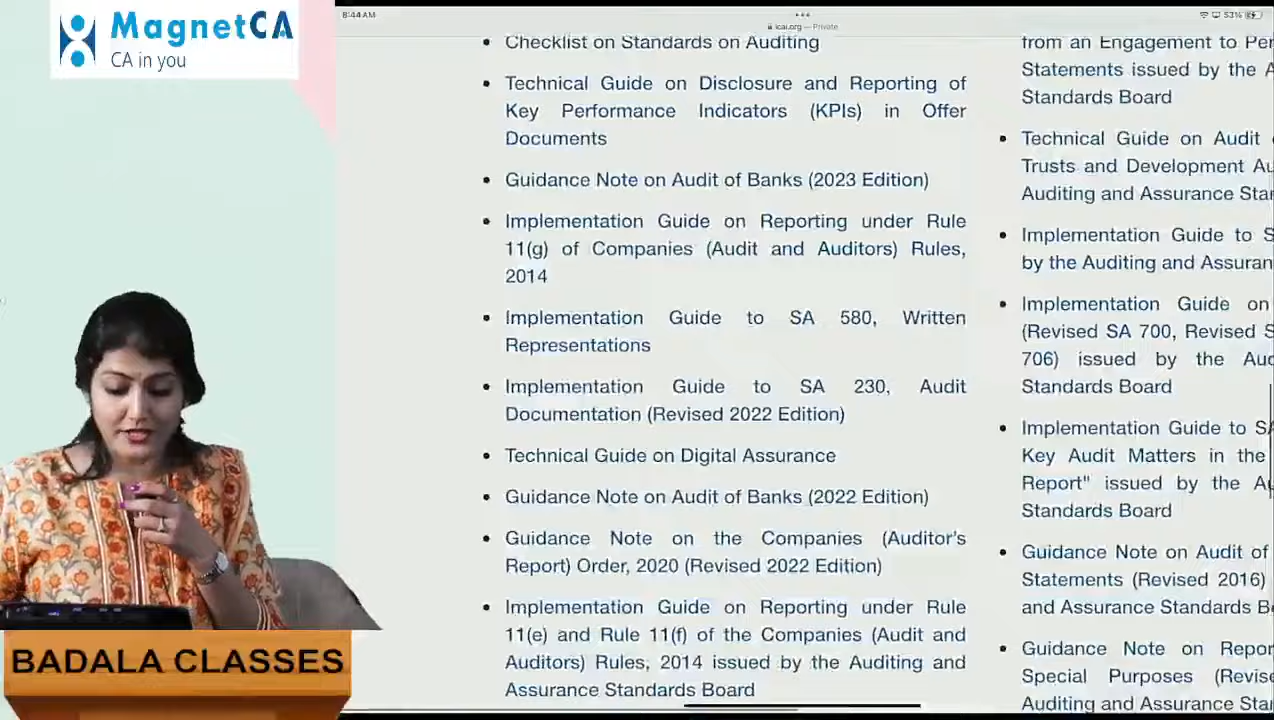 MagnetCA
CA in you
8:44 AM
icai.org — Private
53%
Checklist on Standards on Auditing
Technical Guide on Disclosure and Reporting of
Key Performance Indicators (KPIs) in Offer
Documents
Guidance Note on Audit of Banks (2023 Edition)
Implementation Guide on Reporting under Rule
11(g) of Companies (Audit and Auditors) Rules,
2014
Implementation Guide to SA 580, Written
Representations
Implementation Guide to SA 230, Audit
Documentation (Revised 2022 Edition)
Technical Guide on Digital Assurance
Guidance Note on Audit of Banks (2022 Edition)
Guidance Note on the Companies (Auditor's
Report) Order, 2020 (Revised 2022 Edition)
Implementation Guide on Reporting under Rule
11(e) and Rule 11(f) of the Companies (Audit and
Auditors) Rules, 2014 issued by the Auditing and
Assurance Standards Board
from an Engagement to
Statements issued by the
Standards Board
Technical Guide on Audit
Trusts and Development
Auditing and Assurance
Implementation Guide to
by the Auditing and
Implementation Guide on
(Revised SA 700, Revised
706) issued by the
Standards Board
Implementation Guide to
Key Audit Matters in the
Report" issued by the
Standards Board
Guidance Note on Audit of
Statements (Revised 2016)
and Assurance Standards
Guidance Note on
Special Purposes
Auditing and Assurance
BADALA CLASSES